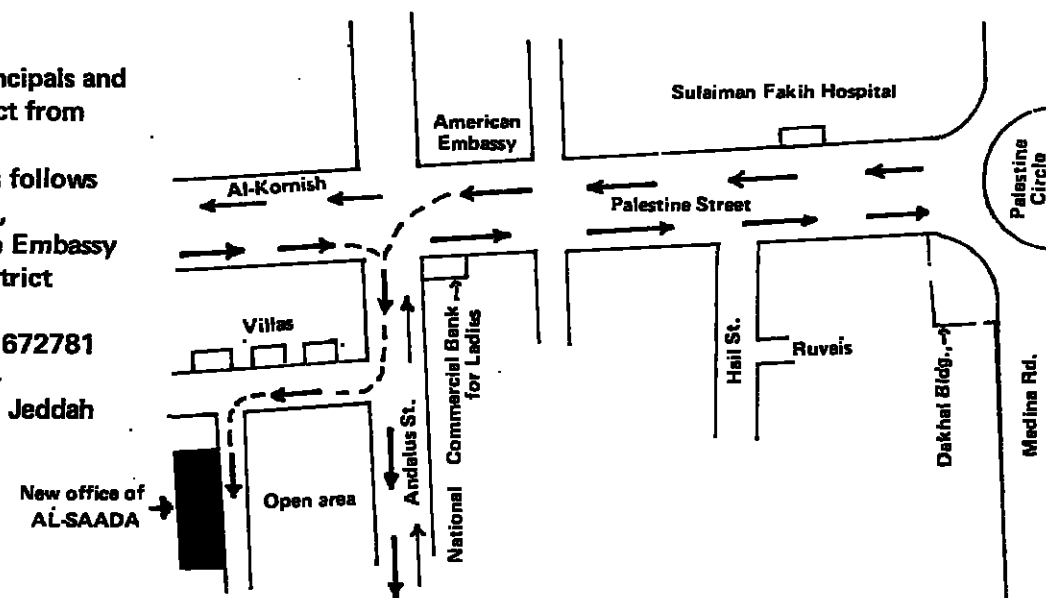 ncipals and
ct from
s follows
,
Embassy
trict
672781
Jeddah
American
Embassy
Sulaiman Fakih Hospital
Palestine
Circle
Al-Kornish
Palestine Street
Villas
National Commercial Bank
for Ladies
Andalus St.
Hail St.
Ruvais
Dakhal Bldg.,
Madina Rd.
New office of
AL-SAADA
Open area